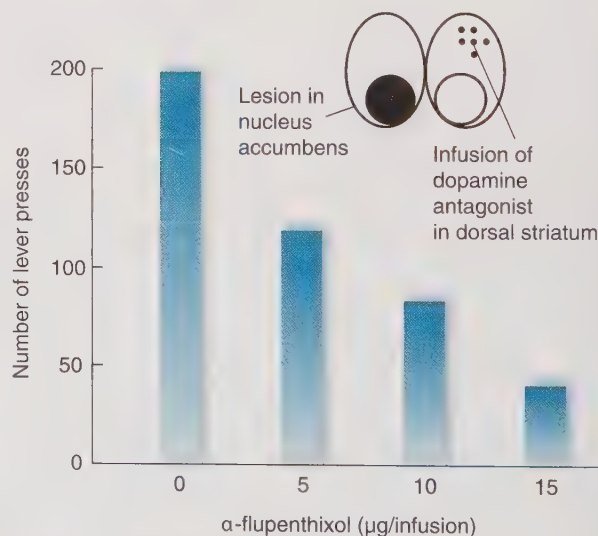 200
150
100
50
0
Number of lever presses
Lesion in
nucleus
accumbens
Infusion of
dopamine
antagonist
in dorsal striatum
0 5 10 15
α-flupenthixol (μg/infusion)